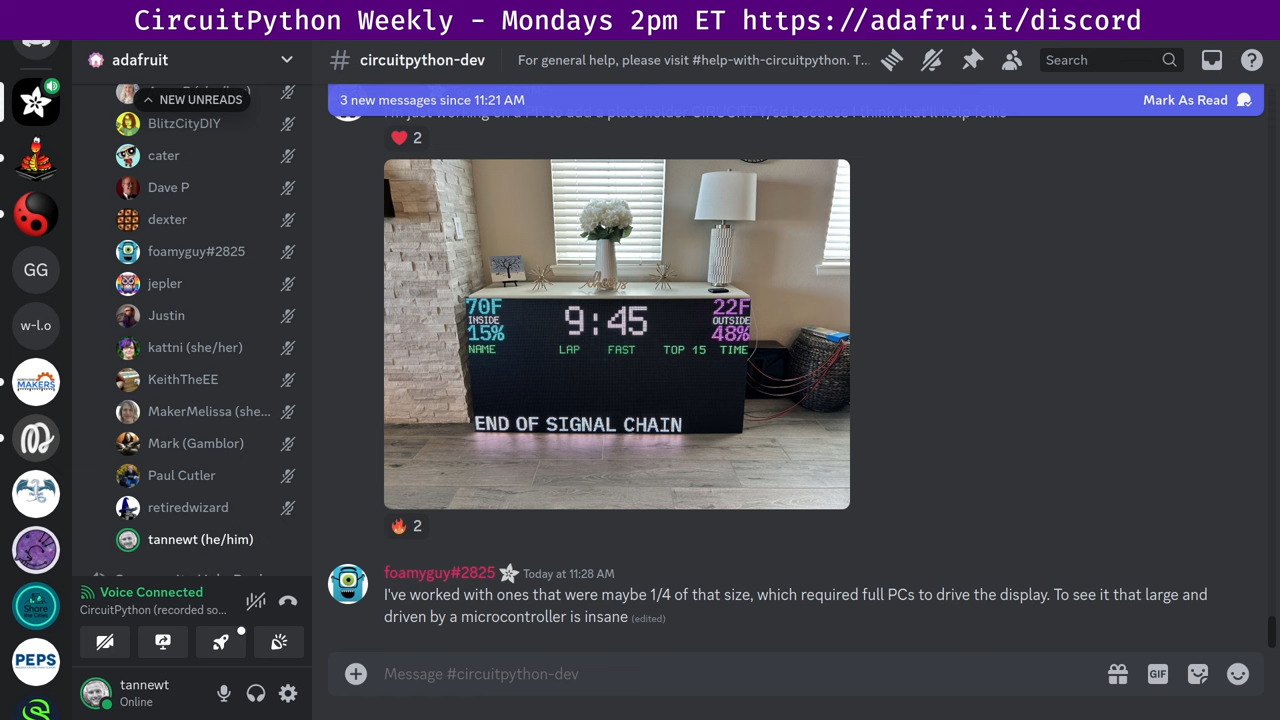 CircuitPython Weekly - Mondays 2pm ET https://adafru.it/discord
adafruit
circuitpython-dev
For general help, please visit #help-with-circuitpython. T...
Search
NEW UNREADS
3 new messages since 11:21 AM
Mark As Read
BlitzCityDIY
cater
Dave P
dexter
foamyguy#2825
jepler
Justin
kattni (she/her)
KeithTheEE
MakerMelissa (she...
Mark (Gamblor)
Paul Cutler
retiredwizard
tannewt (he/him)
GG
w-l.o
MAKERS
Share
PEPS
2
70F
INSIDE
15%
9:45
22F
OUTSIDE
48%
NAME LAP FAST TOP 15 TIME
END OF SIGNAL CHAIN
2
foamyguy#2825 Today at 11:28 AM
I've worked with ones that were maybe 1/4 of that size, which required full PCs to drive the display. To see it that large and
driven by a microcontroller is insane (edited)
Voice Connected
CircuitPython (recorded so...
tannewt
Online
Message #circuitpython-dev
GIF